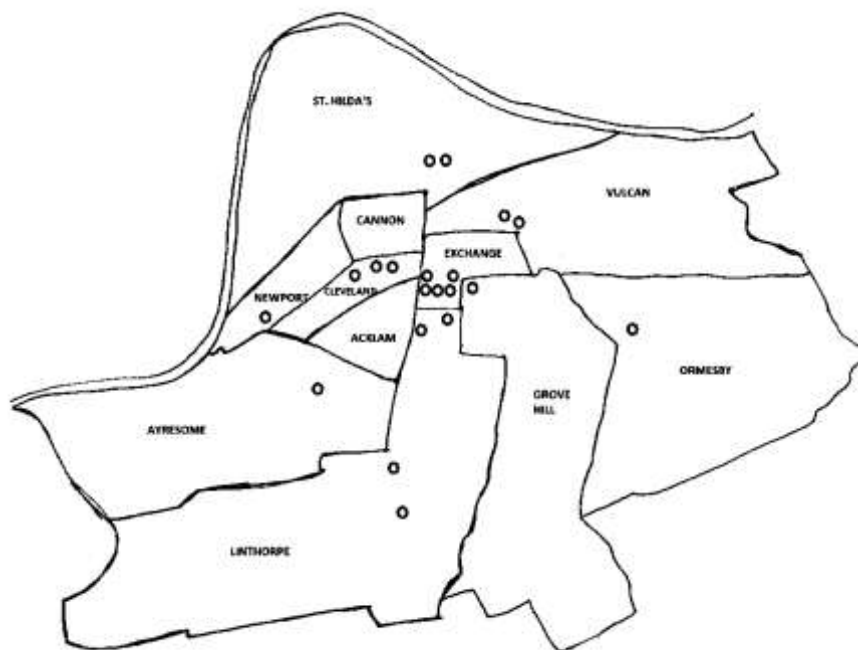 ST. HILDA'S
VULCAN
CANNON
EXCHANGE
CLEVELAND
NEWPORT
ACKLAM
ORMESBY
GROVE
HILL
AYRESOME
LINTHORPE